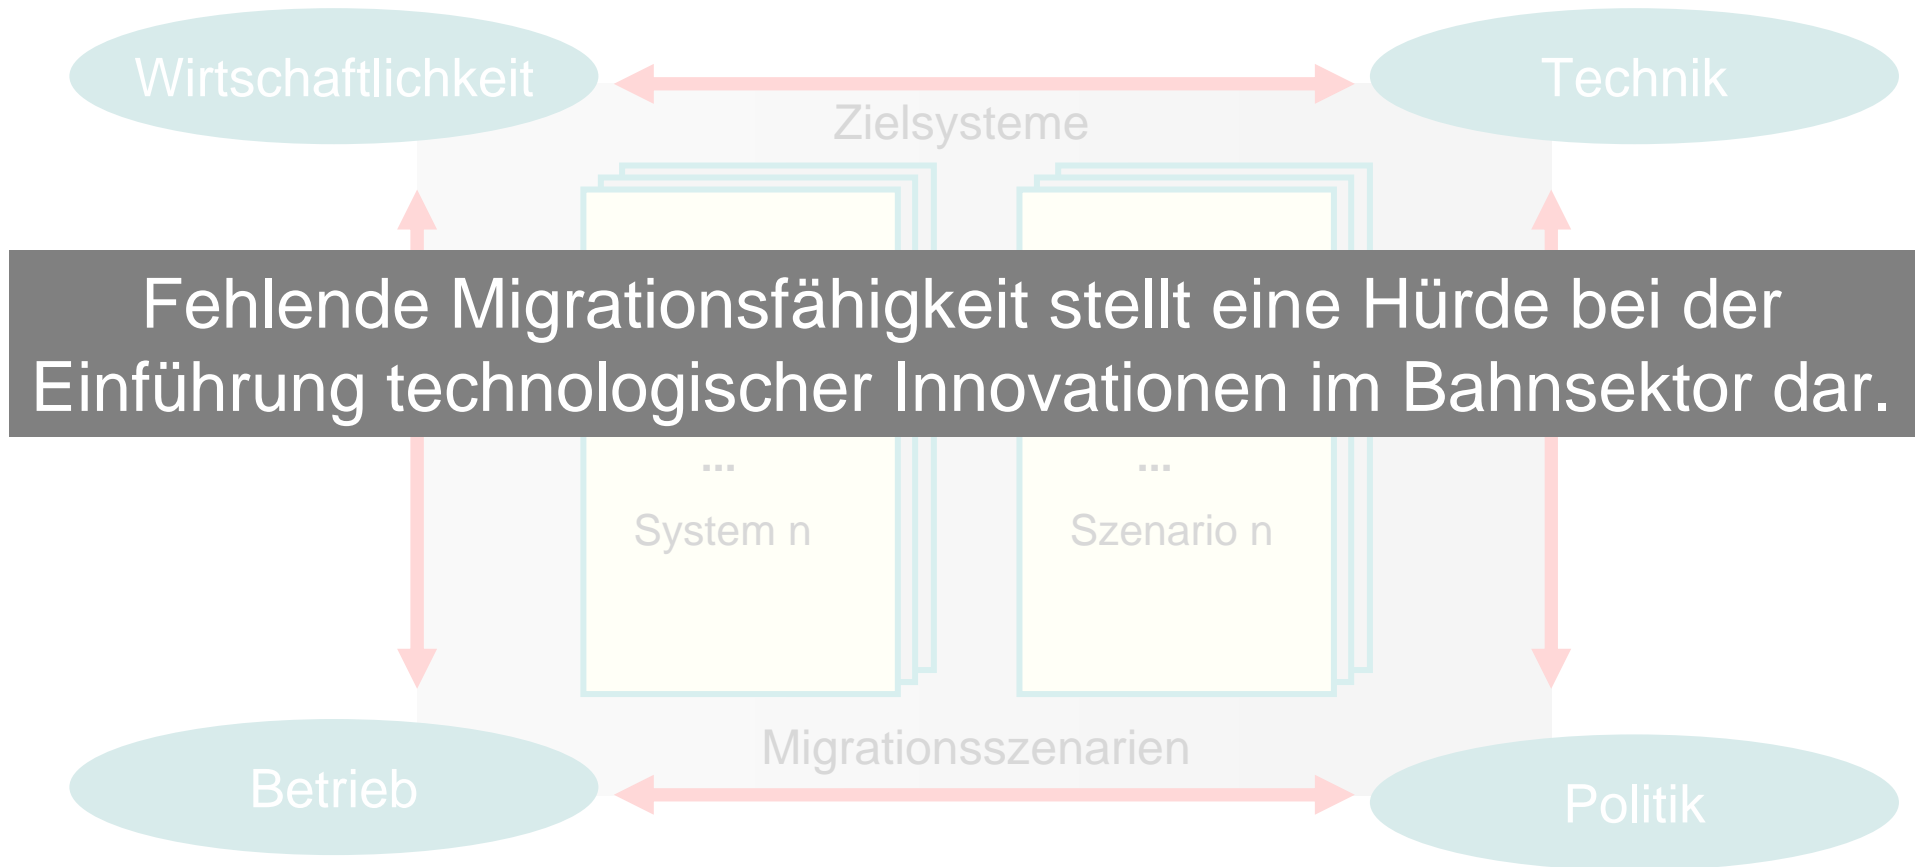 Wirtschaftlichkeit
Technik
Zielsysteme
Fehlende Migrationsfähigkeit stellt eine Hürde bei der
Einführung technologischer Innovationen im Bahnsektor dar.
...
...
System n
Szenario n
Migrationsszenarien
Betrieb
Politik